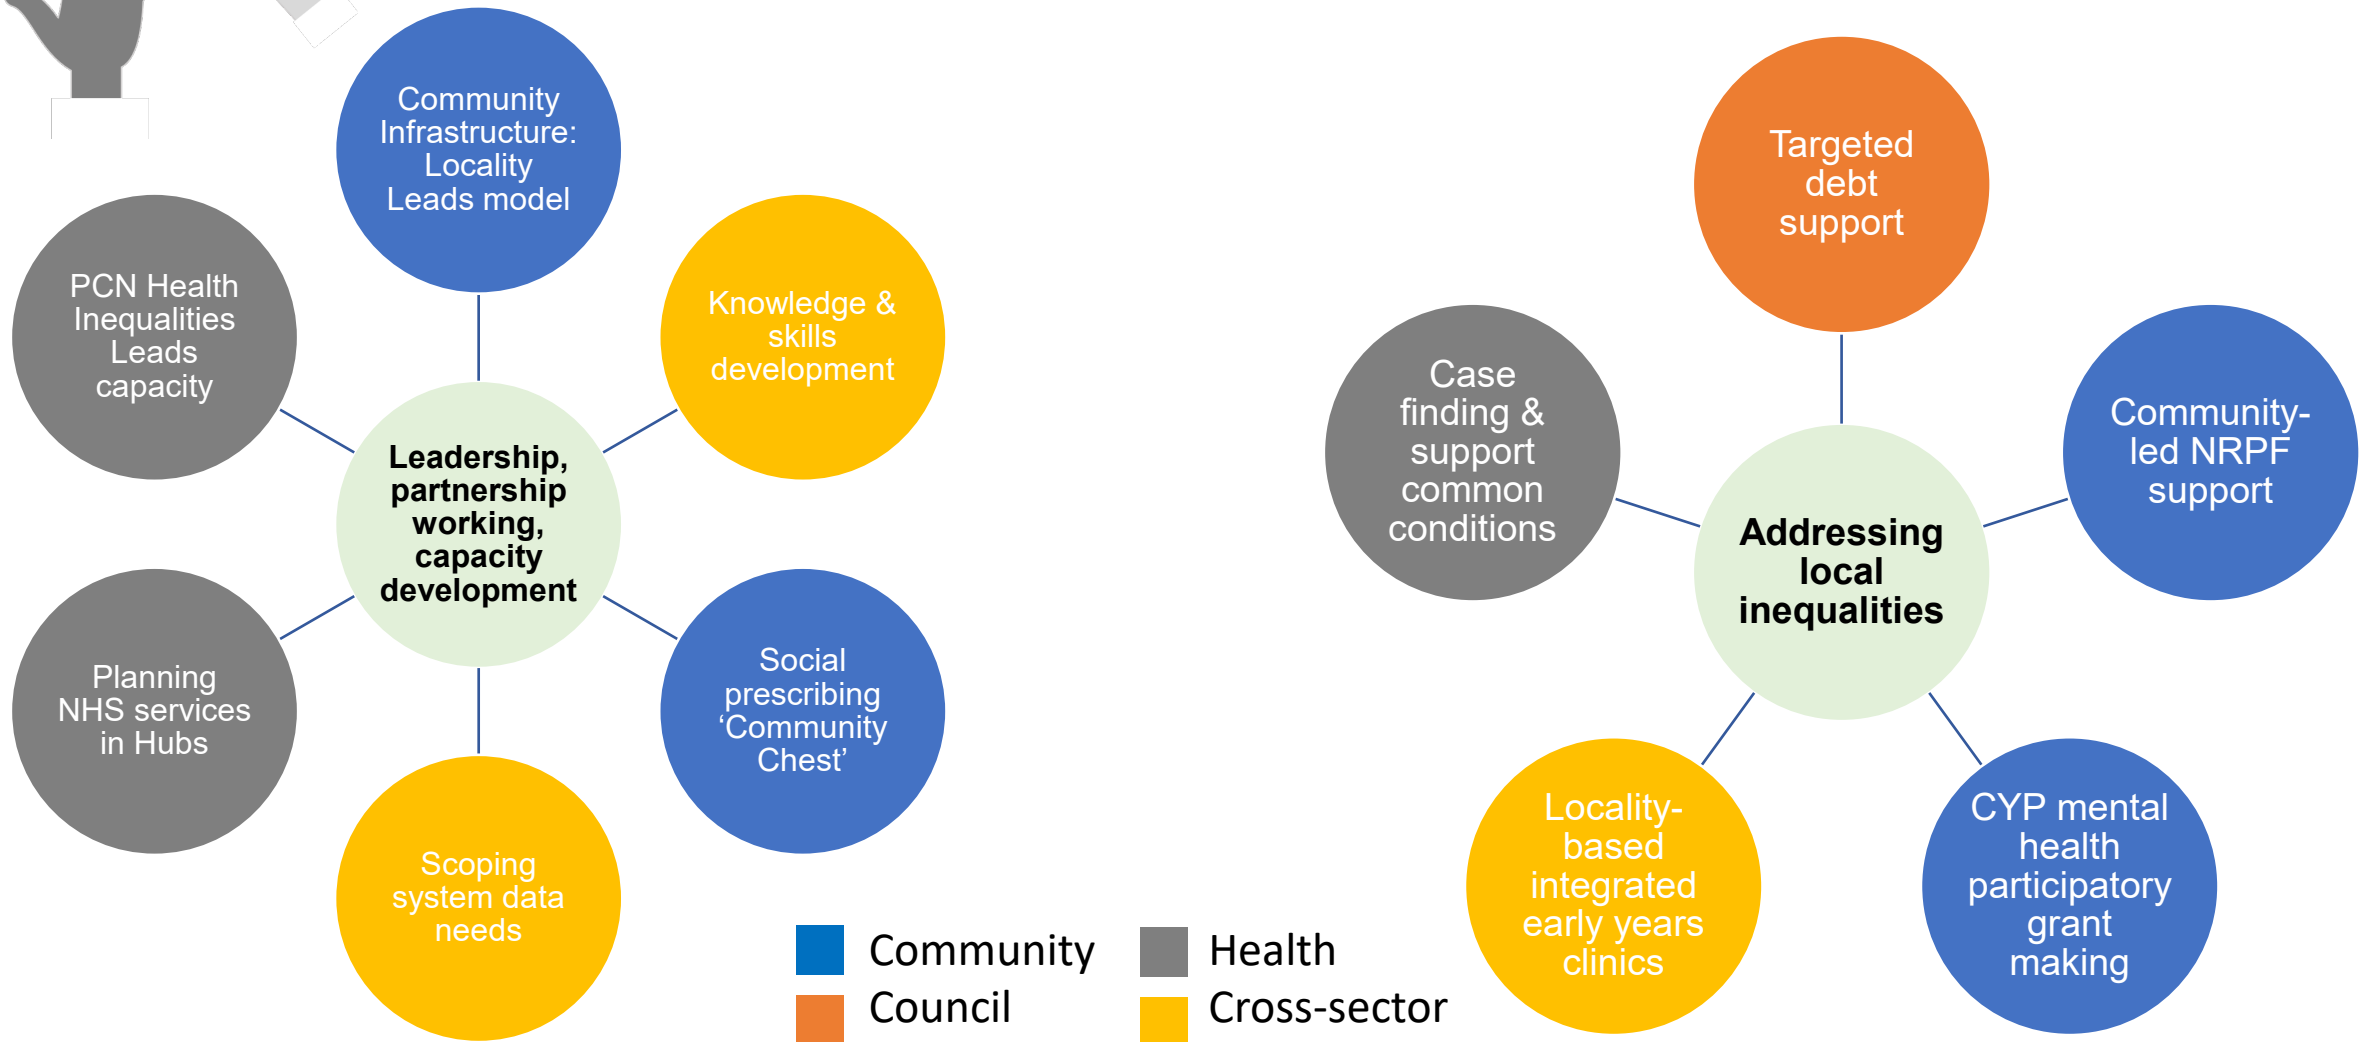 Community
Infrastructure:
Locality
Leads model
Knowledge &
skills
development
Social
prescribing
‘Community
Chest’
Scoping
system data
needs
Planning
NHS services
in Hubs
PCN Health
Inequalities
Leads
capacity
Leadership,
partnership
working,
capacity
development
Targeted
debt
support
Community-
led NRPF
support
CYP mental
health
participatory
grant
making
Locality-
based
integrated
early years
clinics
Case
finding &
support
common
conditions
Addressing
local
inequalities
Community
Health
Council
Cross-sector